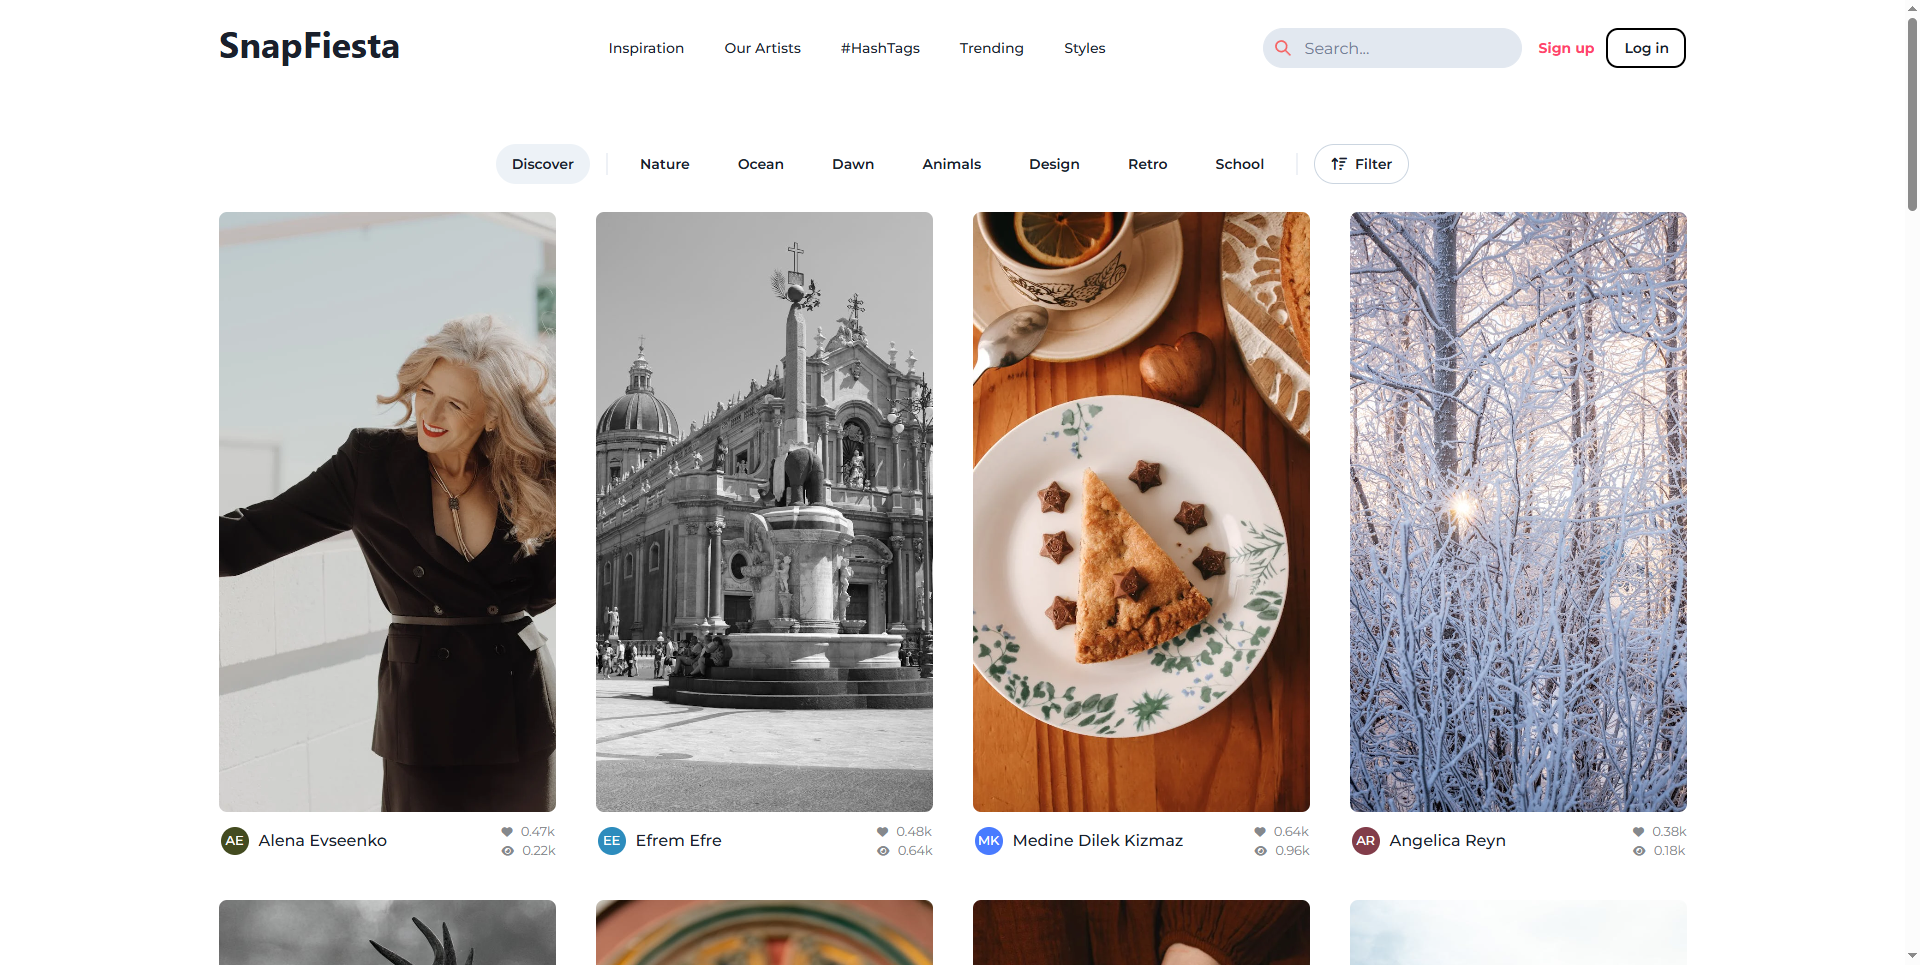 SnapFiesta
Inspiration
Our Artists
#HashTags
Trending
Styles
Search...
Sign up
Log in
Discover
Nature
Ocean
Dawn
Animals
Design
Retro
School
Filter
AE Alena Evseenko
0.47k
0.22k
EE Efrem Efre
0.48k
0.64k
MK Medine Dilek Kizmaz
0.64k
0.96k
AR Angelica Reyn
0.38k
0.18k